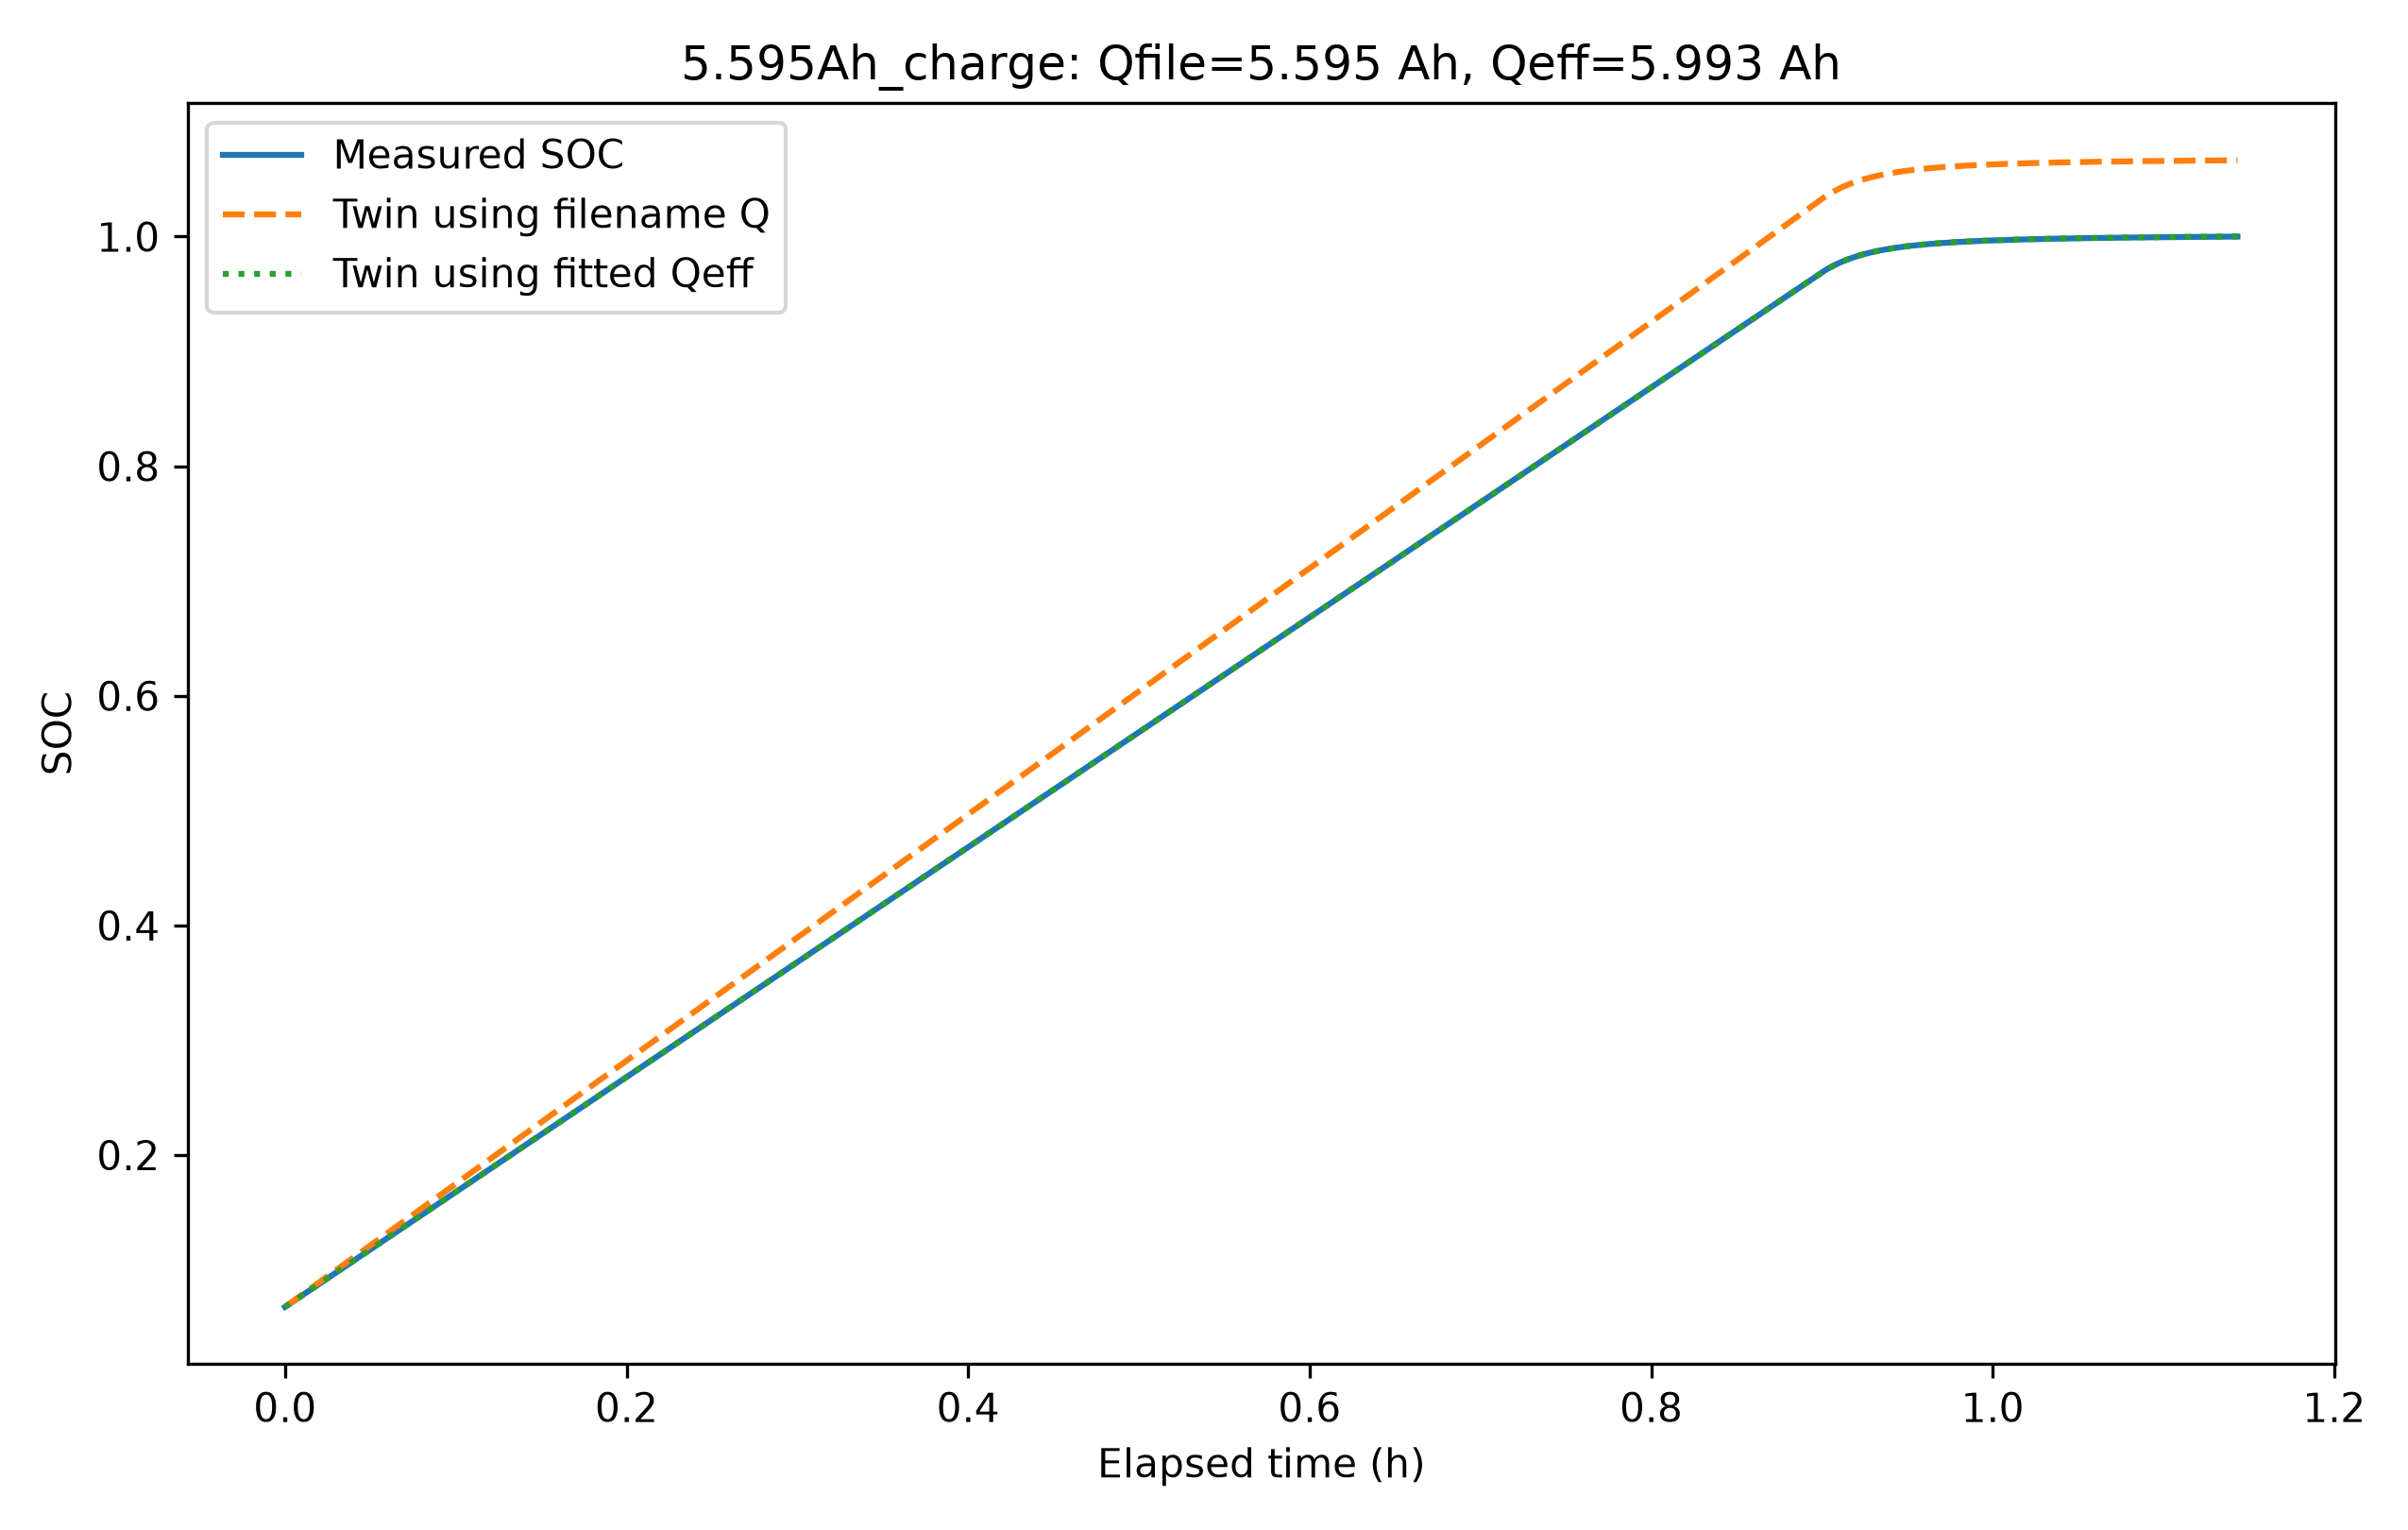 5.595Ah_charge: Qfile=5.595 Ah, Qeff=5.993 Ah
Measured SOC
Twin using filename Q
Twin using fitted Qeff
1.0
0.8
0.6
0.4
0.2
SOC
0.0 0.2 0.4 0.6 0.8 1.0 1.2
Elapsed time (h)